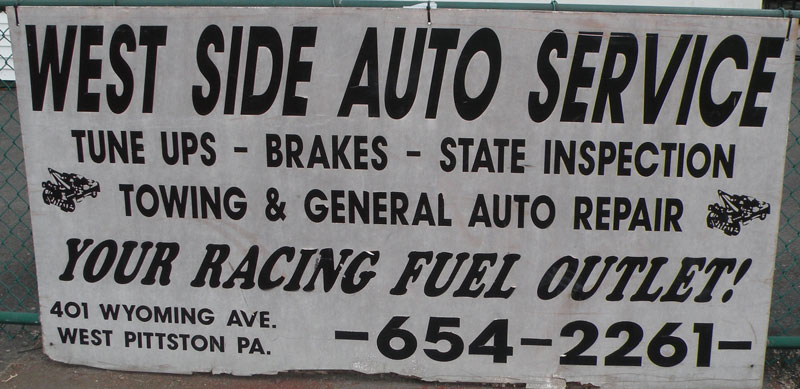 WEST SIDE AUTO SERVICE
TUNE UPS - BRAKES - STATE INSPECTION
TOWING & GENERAL AUTO REPAIR
YOUR RACING FUEL OUTLET!
401 WYOMING AVE.
WEST PITTSTON PA.
-654-2261-